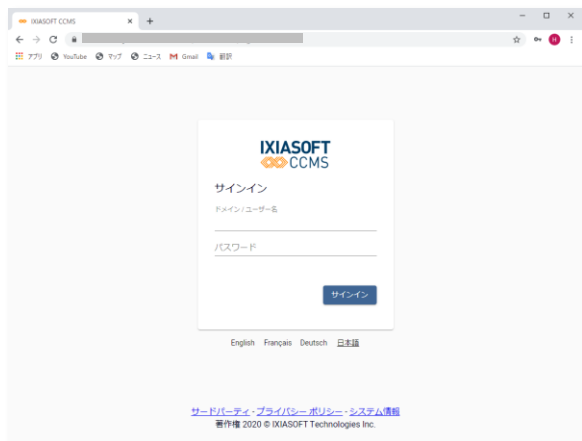 IXIASOFT CCMS
アプリ YouTube マップ ニュース Gmail 翻訳
IXIASOFT
CCMS
サインイン
ドメイン / ユーザー名
パスワード
サインイン
English Français Deutsch 日本語
サードパーティ - プライバシー ポリシー - システム情報
著作権 2020 © IXIASOFT Technologies Inc.